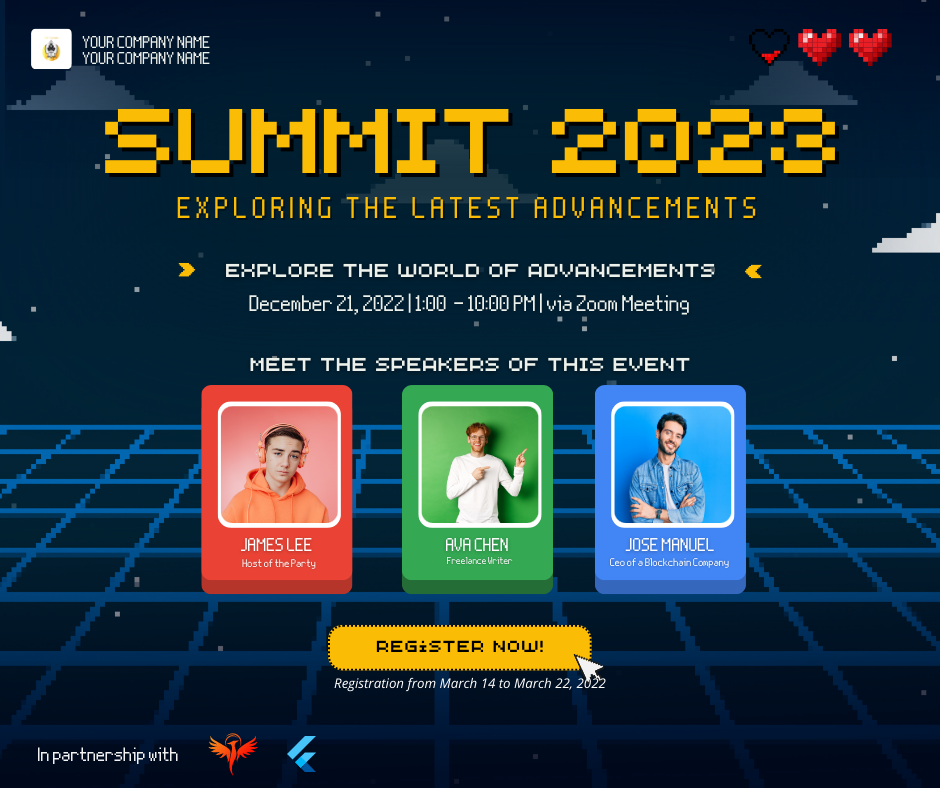 YOUR COMPANY NAME
YOUR COMPANY NAME
SUMMIT 2023
EXPLORING THE LATEST ADVANCEMENTS
EXPLORE THE WORLD OF ADVANCEMENTS
December 21, 2022 | 1:00 - 10:00 PM | via Zoom Meeting
MEET THE SPEAKERS OF THIS EVENT
JAMES LEE
Host of the Party
AVA CHEN
Freelance Writer
JOSE MANUEL
Ceo of a Blockchain Company
REGISTER NOW!
Registration from March 14 to March 22, 2022
In partnership with